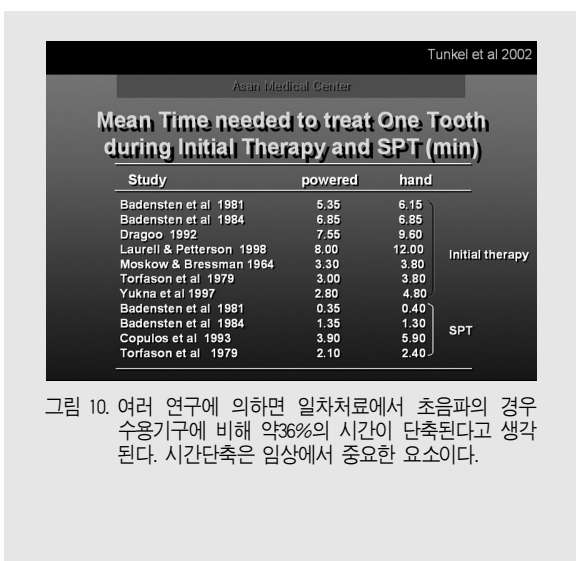 Tunkel et al 2002
Asan Medical Center
Mean Time needed to treat One Tooth
during Initial Therapy and SPT (min)
Study powered hand
Badensten et al 1981 5.35 6.15
Badensten et al 1984 6.85 6.85
Dragoo 1992 7.55 9.60
Laurell & Petterson 1998 8.00 12.00
Initial therapy
Moskow & Bressman 1964 3.30 3.80
Torfason et al 1979 3.00 3.80
Yukna et al 1997 2.80 4.80
Badensten et al 1981 0.35 0.40
Badensten et al 1984 1.35 1.30
SPT
Copulos et al 1993 3.90 5.90
Torfason et al 1979 2.10 2.40
그림 10. 여러 연구에 의하면 일차처료에서 초음파의 경우
수용기구에 비해 약36%의 시간이 단축된다고 생각
된다. 시간단축은 임상에서 중요한 요소이다.